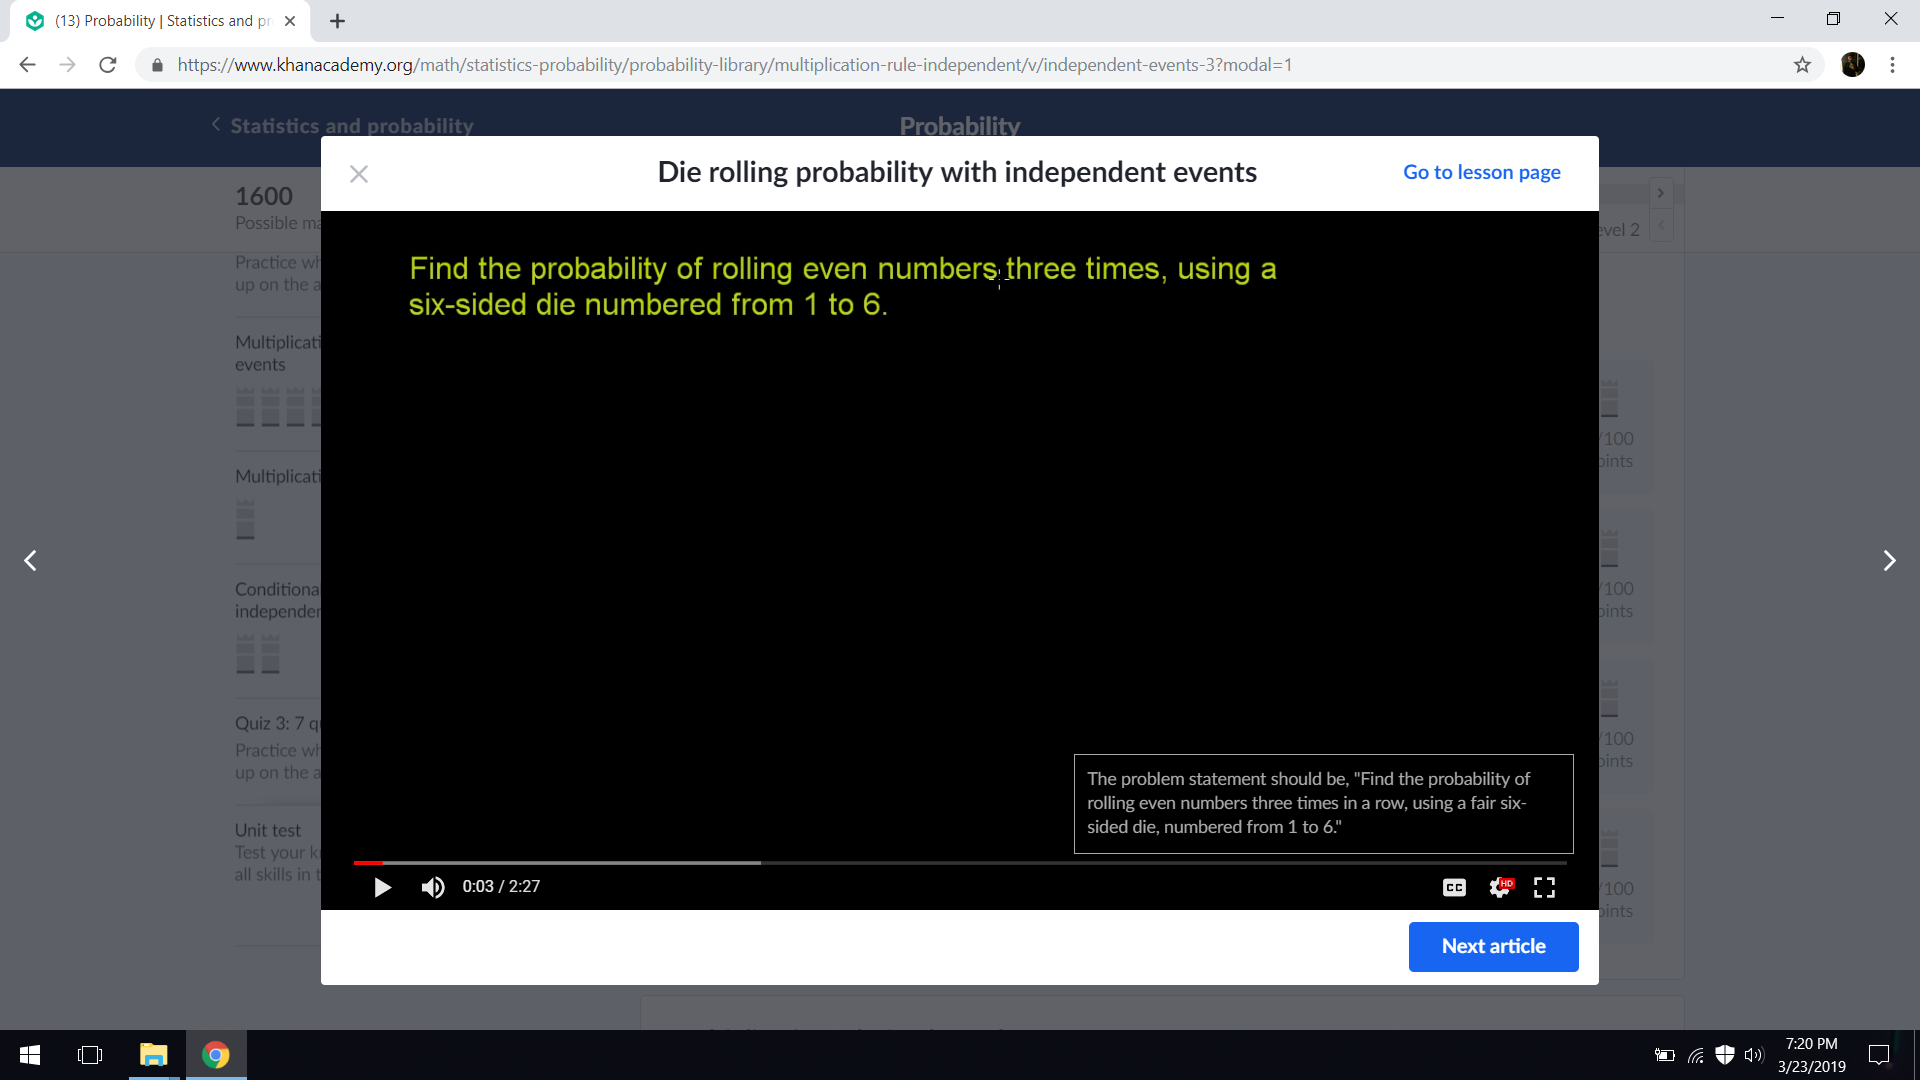 (13) Probability | Statistics and pr
https://www.khanacademy.org/math/statistics-probability/probability-library/multiplication-rule-independent/v/independent-events-3?modal=1
Statistics and probability
Probability
Die rolling probability with independent events
Go to lesson page
1600
Possible ma
evel 2
Practice wh
up on the a
Find the probability of rolling even numbers three times, using a
six-sided die numbered from 1 to 6.
Multiplicati
events
/100
oints
Multiplicati
Conditiona
independen
/100
oints
Quiz 3: 7 qu
Practice wh
up on the a
/100
oints
The problem statement should be, "Find the probability of
rolling even numbers three times in a row, using a fair six-
sided die, numbered from 1 to 6."
Unit test
Test your k
all skills in t
0:03 / 2:27
CC
HD
/100
oints
Next article
7:20 PM
3/23/2019